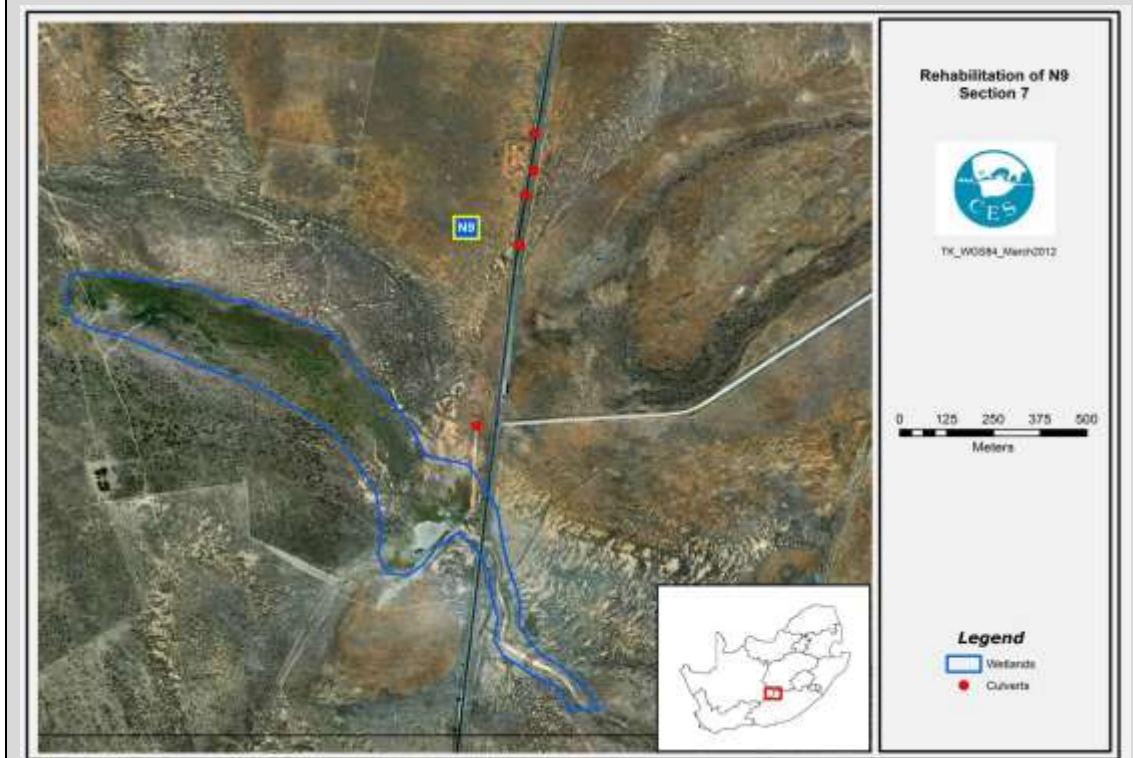 Rehabilitation of N9
Section 7
CES
TK_WGS84_March2012
N9
0 125 250 375 500
Meters
Legend
Wetlands
Culverts